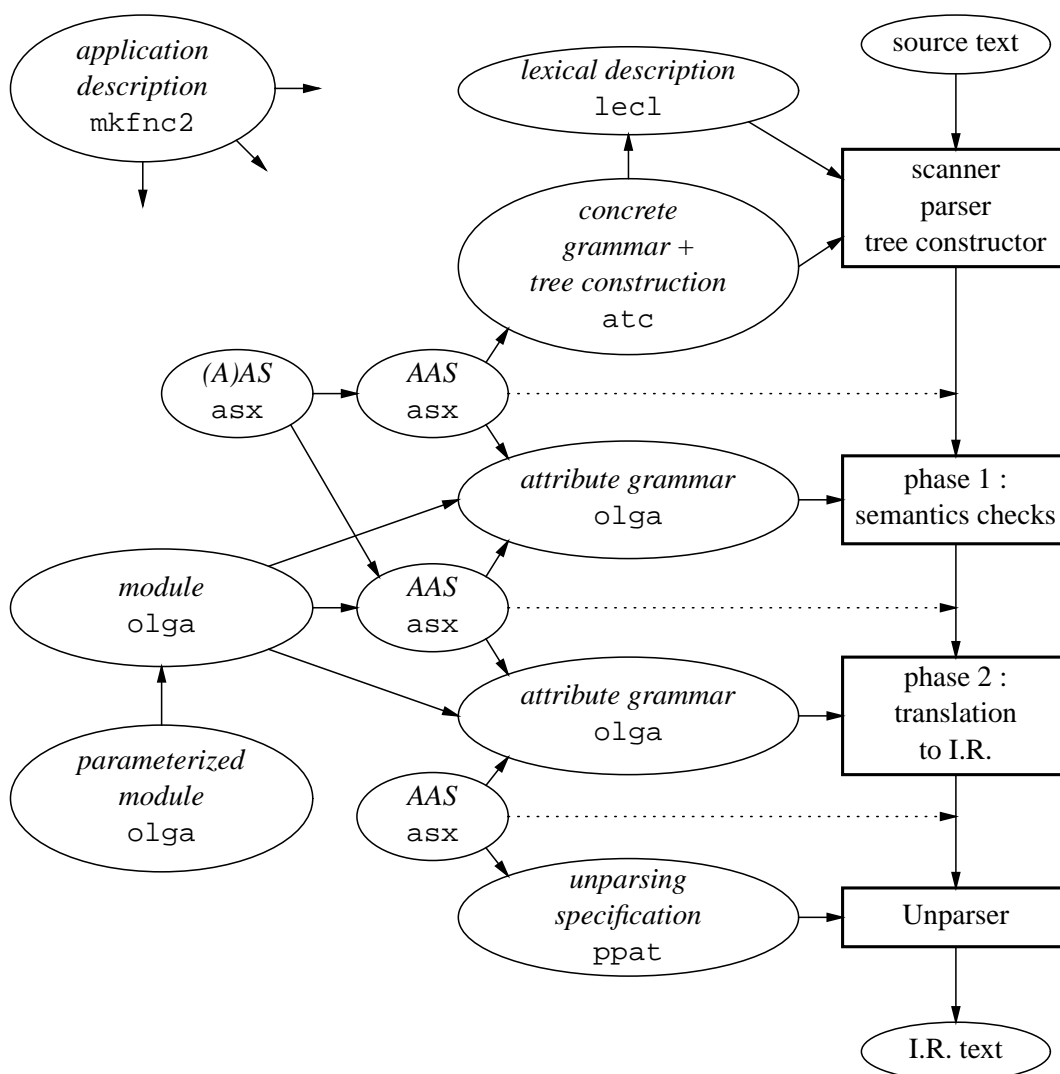 application
description
mkfnc2
lexical description
lecl
source text
scanner
parser
tree constructor
concrete
grammar +
tree construction
atc
(A)AS
asx
AAS
asx
attribute grammar
olga
phase 1 :
semantics checks
module
olga
AAS
asx
attribute grammar
olga
phase 2 :
translation
to I.R.
parameterized
module
olga
AAS
asx
unparsing
specification
ppat
Unparser
I.R. text